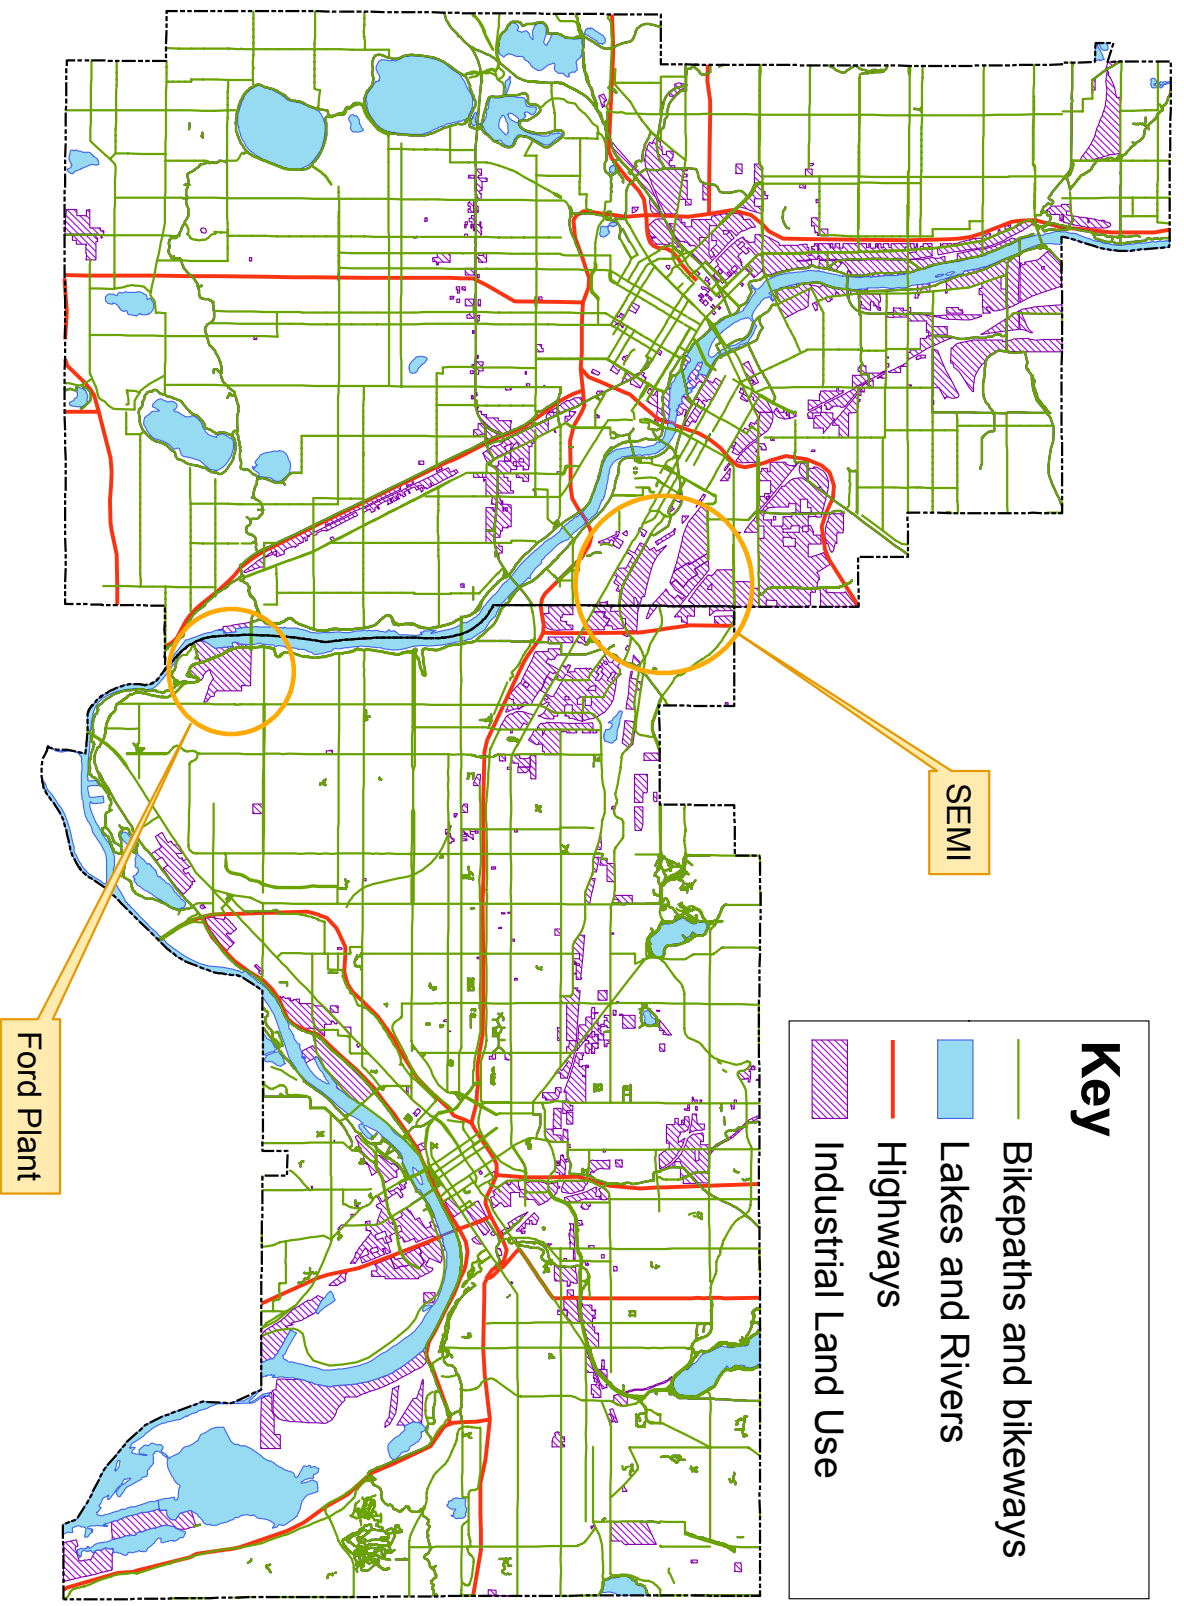 SEMI
Ford Plant
Key
Bikepaths and bikeways
Lakes and Rivers
Highways
Industrial Land Use